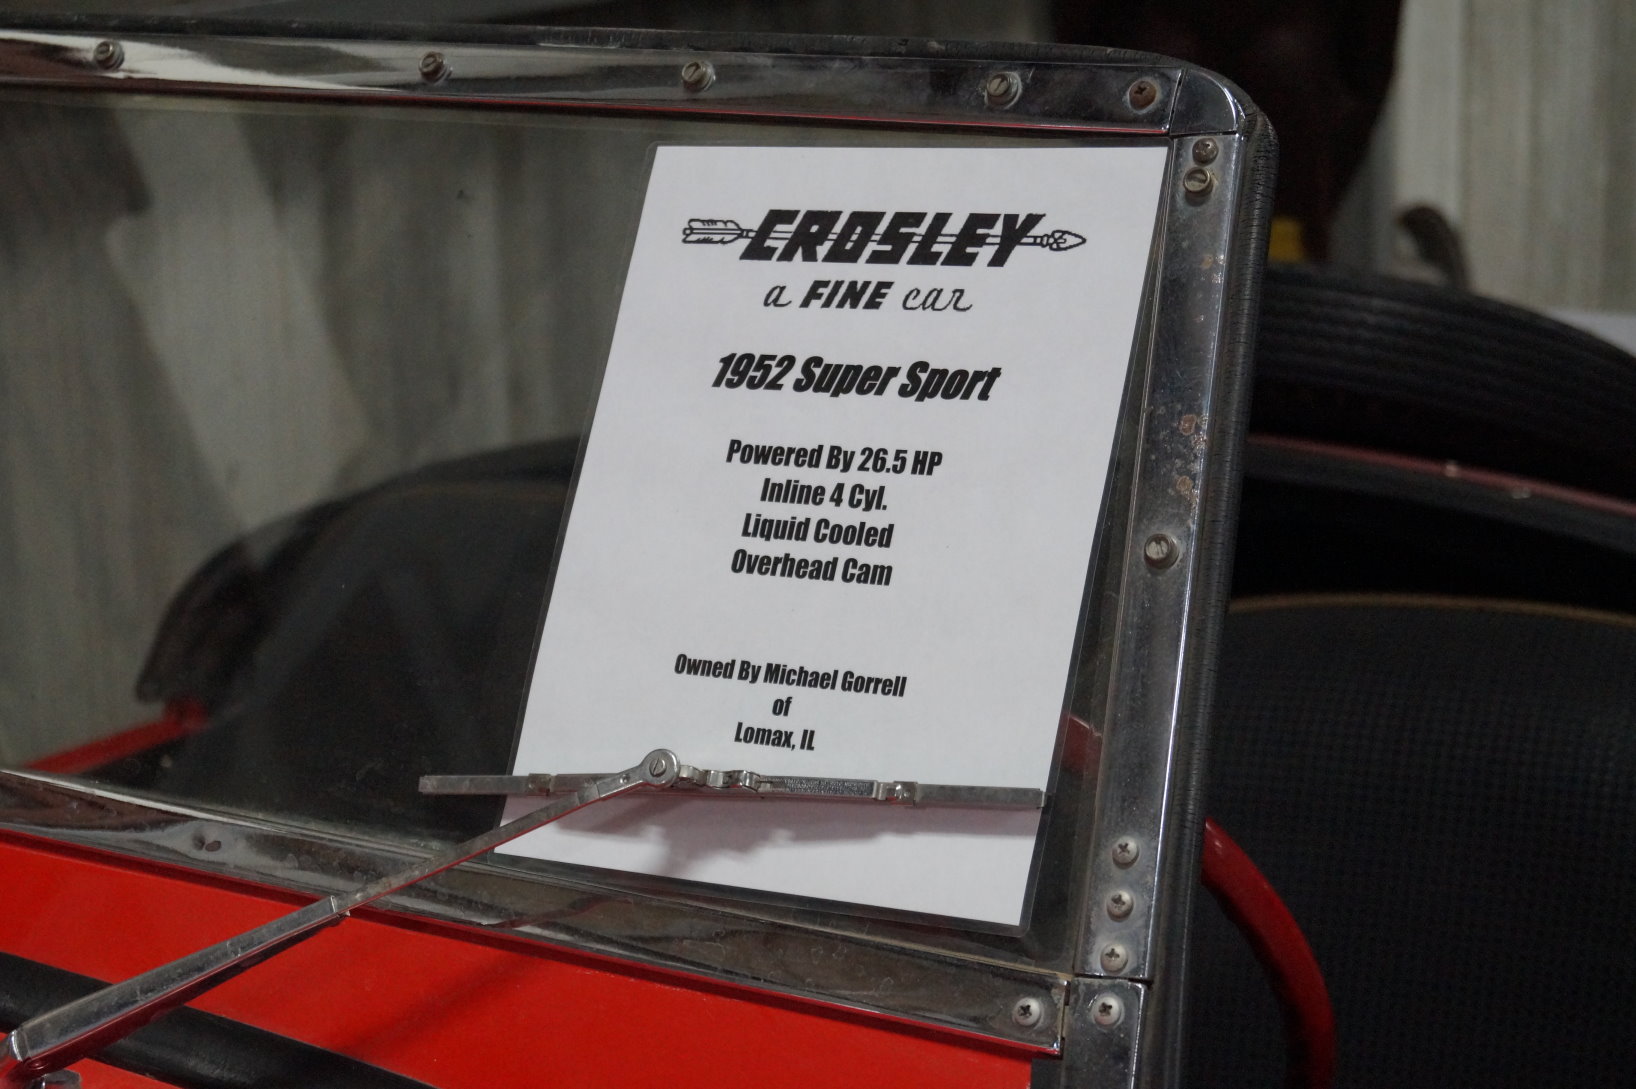 CROSLEY
a FINE car
1952 Super Sport
Powered By 26.5 HP
Inline 4 Cyl.
Liquid Cooled
Overhead Cam
Owned By Michael Gorrell
of
Lomax, IL